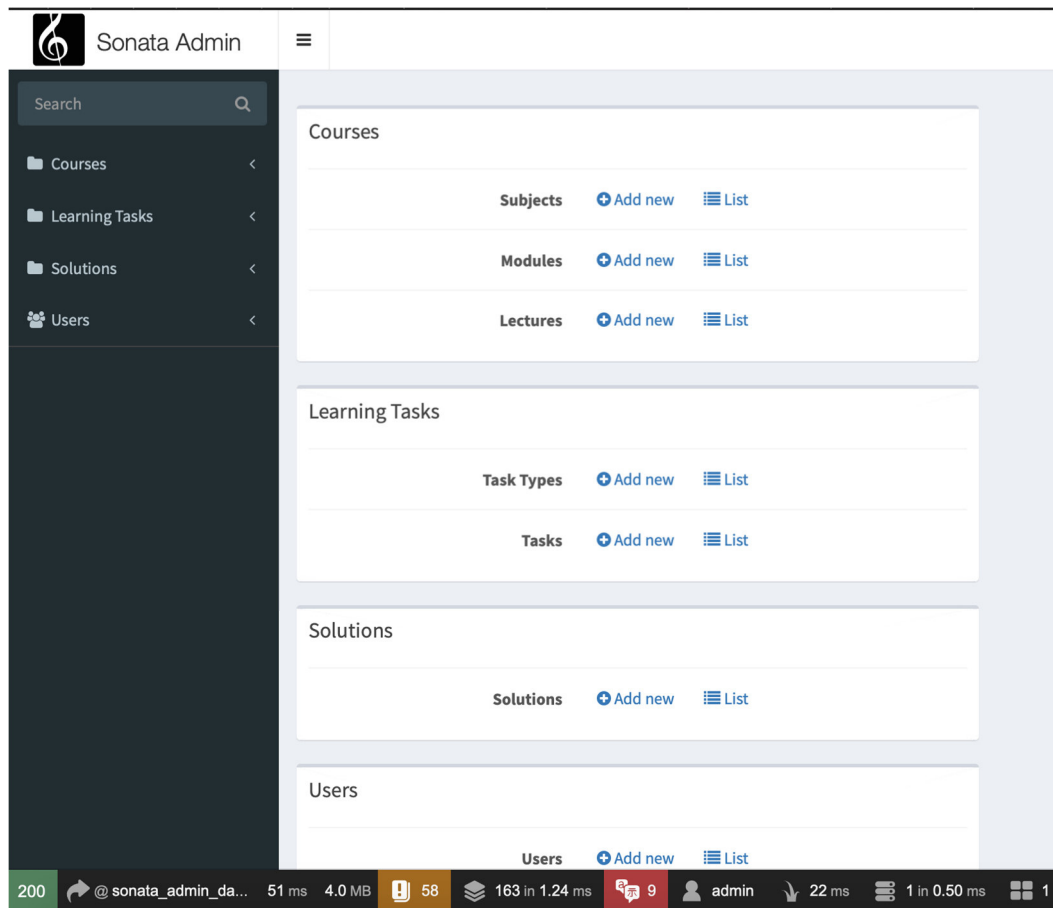 Sonata Admin
Search
Courses
Learning Tasks
Solutions
Users
Courses
Subjects Add new List
Modules Add new List
Lectures Add new List
Learning Tasks
Task Types Add new List
Tasks Add new List
Solutions
Solutions Add new List
Users
Users Add new List
200 @ sonata_admin_da... 51 ms 4.0 MB 58 163 in 1.24 ms 9 admin 22 ms 1 in 0.50 ms 1